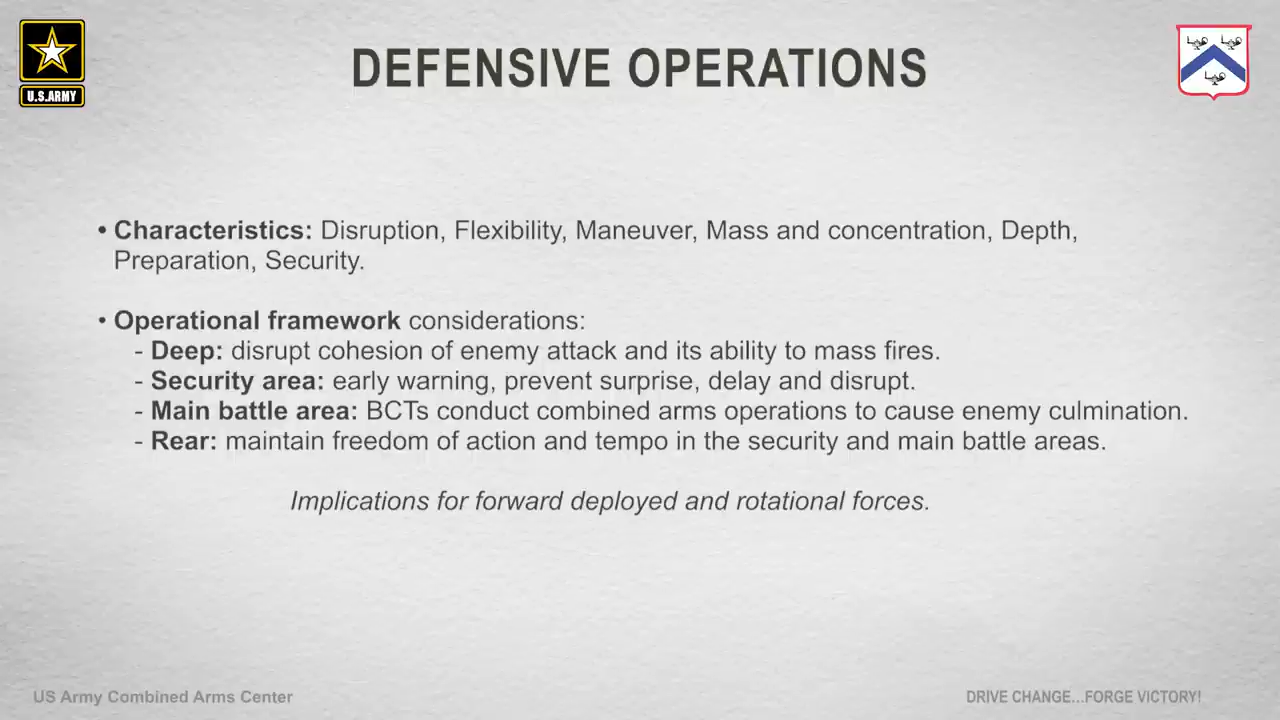 DEFENSIVE OPERATIONS
U.S.ARMY
• Characteristics: Disruption, Flexibility, Maneuver, Mass and concentration, Depth,
Preparation, Security.
• Operational framework considerations:
- Deep: disrupt cohesion of enemy attack and its ability to mass fires.
- Security area: early warning, prevent surprise, delay and disrupt.
- Main battle area: BCTs conduct combined arms operations to cause enemy culmination.
- Rear: maintain freedom of action and tempo in the security and main battle areas.
Implications for forward deployed and rotational forces.
US Army Combined Arms Center
DRIVE CHANGE...FORGE VICTORY!